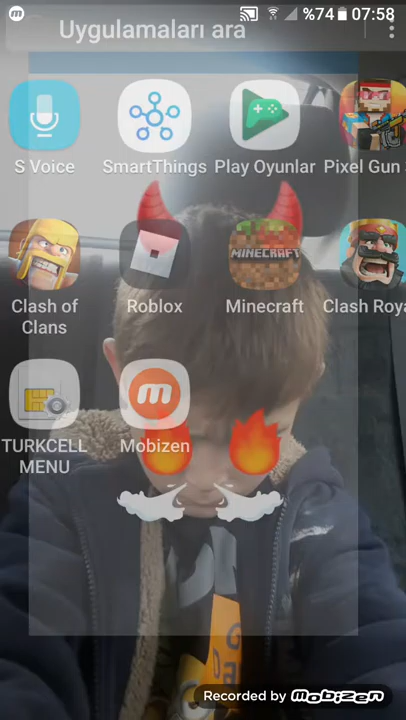 %74 07:58
Uygulamaları ara
S Voice SmartThings Play Oyunlar Pixel Gun
MINECRAFT
Clash of Clans Roblox Minecraft Clash Roya
TURKCELL MENU Mobizen
Recorded by mobizen